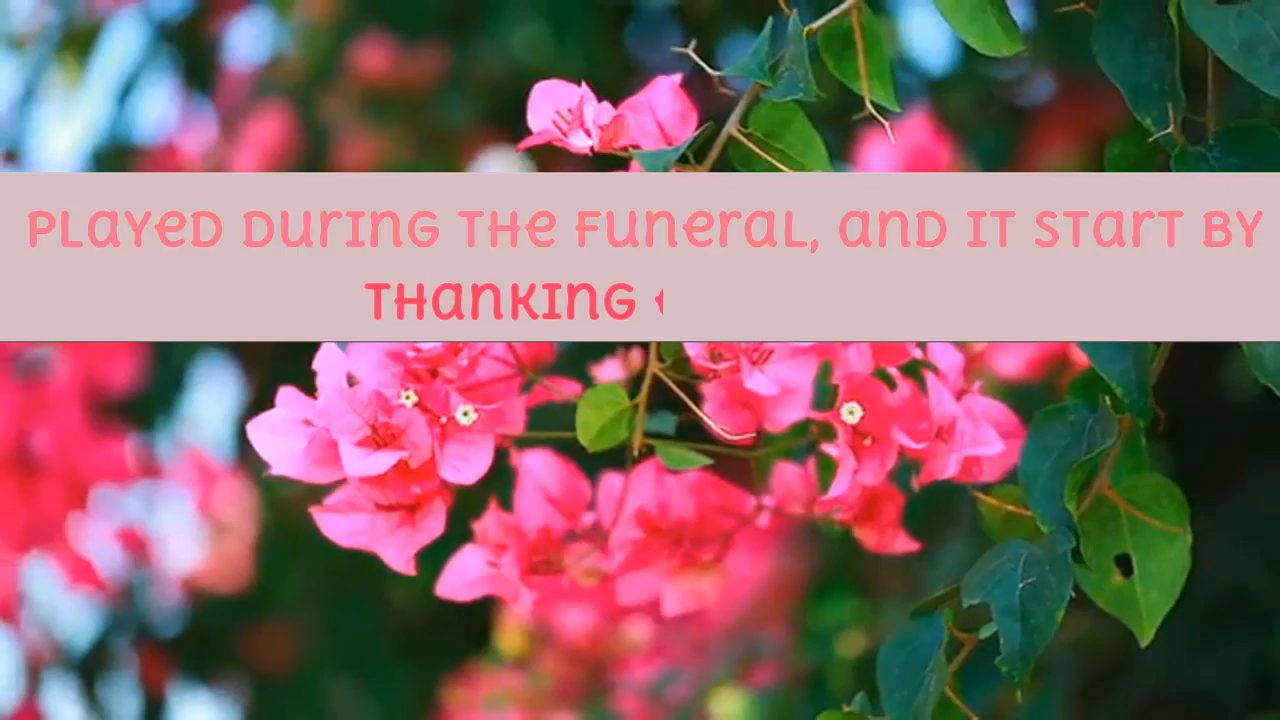 PLAYED DURING THE FUNERAL, AND IT START BY
THANKING